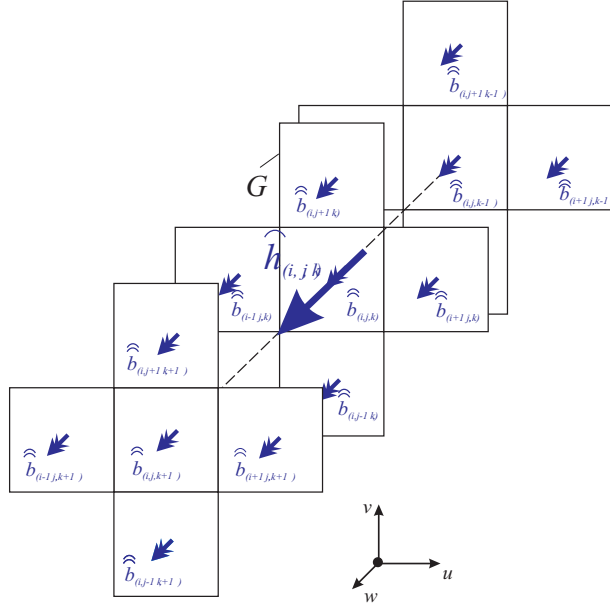 b(i,j+1 k-1 )
G
b(i,j+1 k)
b(i,j,k-1 )
b(i+1 j,k-1 )
h(i, j k)
b(i-1 j,k)
b(i,j,k)
b(i+1 j,k)
b(i,j+1 k+1 )
b(i,j-1 k)
b(i-1 j,k+1 )
b(i,j,k+1 )
b(i+1 j,k+1 )
v
b(i,j-1 k+1 )
u
w